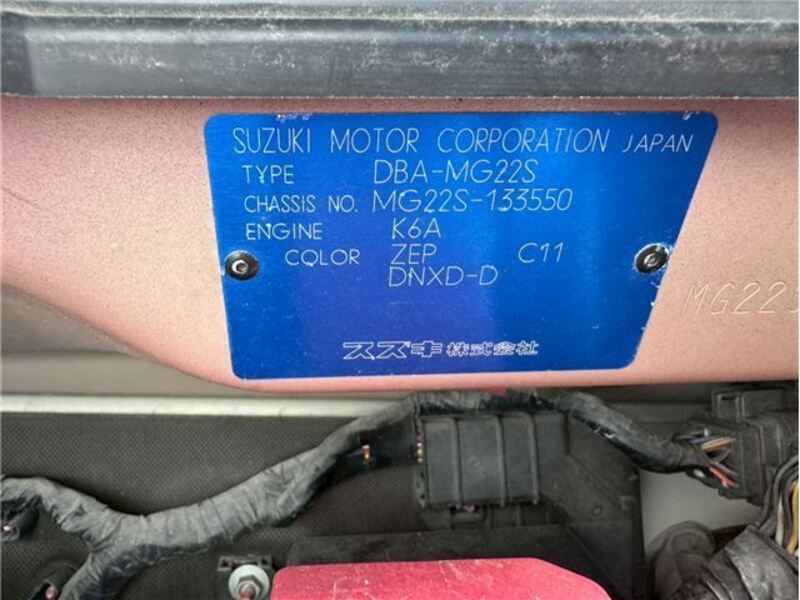 SUZUKI MOTOR CORPORATION JAPAN
TYPE DBA-MG22S
CHASSIS NO. MG22S-133550
ENGINE K6A
COLOR ZEP C11
DNXD-D
スズキ株式会社
MG22S